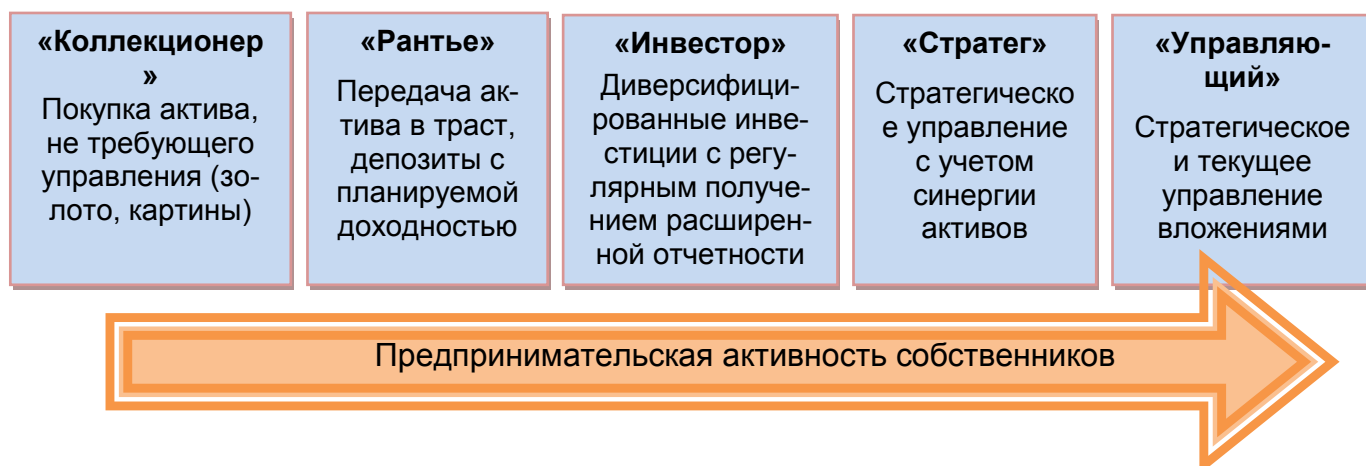 «Коллекционер
»
Покупка актива,
не требующего
управления (зо-
лото, картины)
«Рантье»
Передача ак-
тива в траст,
депозиты с
планируемой
доходностью
«Инвестор»
Диверсифици-
рованные инве-
стиции с регу-
лярным получе-
нием расширен-
ной отчетности
«Стратег»
Стратегическо
е управление
с учетом
синергии
активов
«Управляю-
щий»
Стратегическое
и текущее
управление
вложениями
Предпринимательская активность собственников